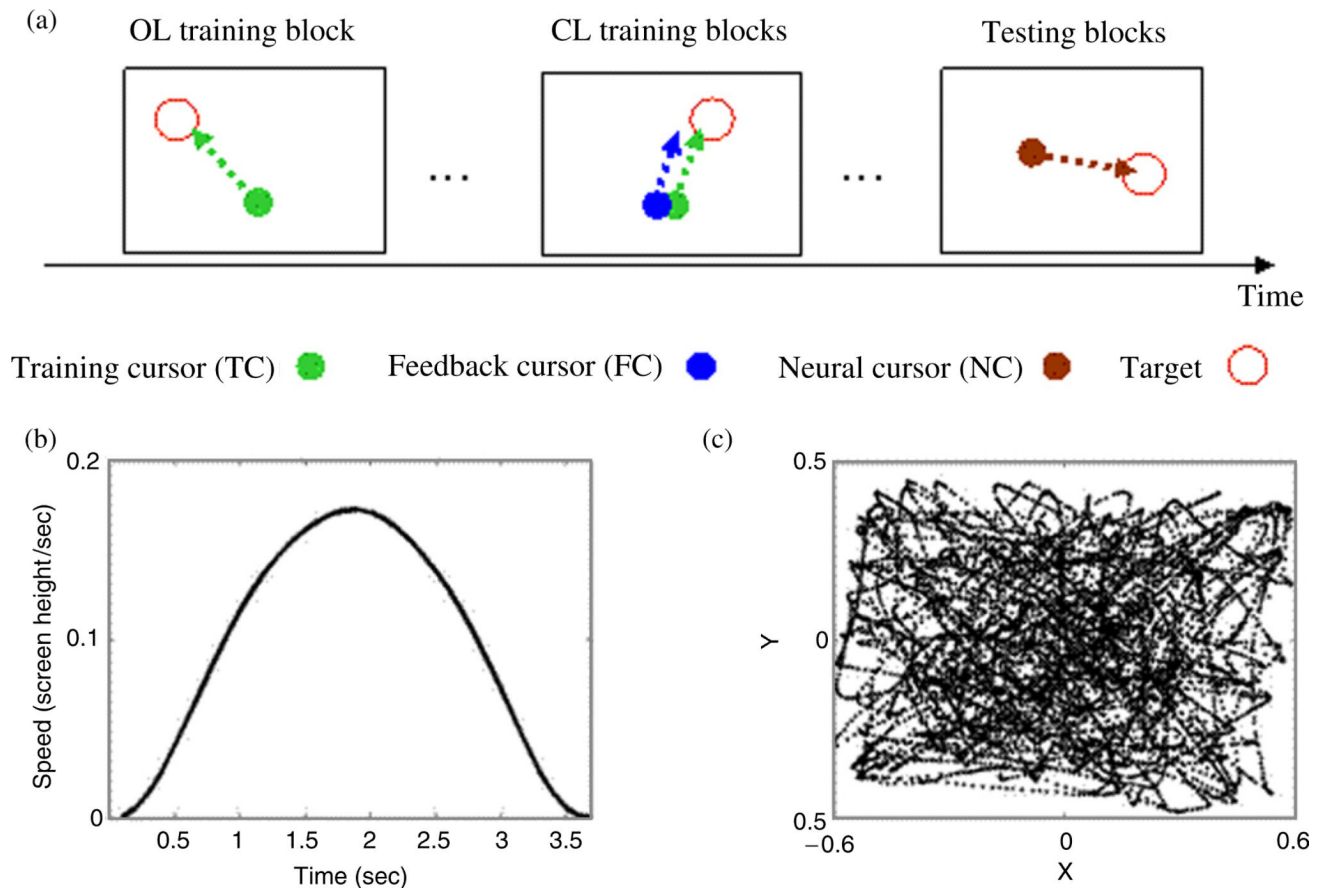 (a)
OL training block CL training blocks Testing blocks
... ...
Time
Training cursor (TC) Feedback cursor (FC) Neural cursor (NC) Target
(b)
0.2
0.1
0
Speed (screen height/sec)
0.5 1 1.5 2 2.5 3 3.5
Time (sec)
(c)
0.5
0
0.5
Y
−0.6 0 0.6
X